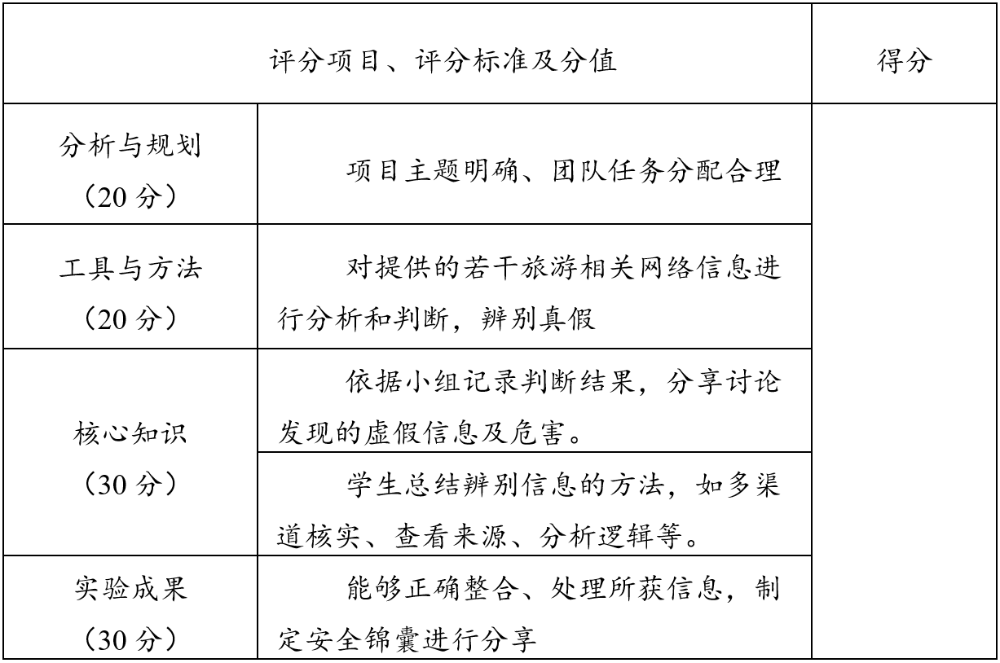 评分项目、评分标准及分值
得分
分析与规划
（20 分）
项目主题明确、团队任务分配合理
工具与方法
（20 分）
对提供的若干旅游相关网络信息进
行分析和判断，辨别真假
核心知识
（30 分）
依据小组记录判断结果，分享讨论
发现的虚假信息及危害。
学生总结辨别信息的方法，如多渠
道核实、查看来源、分析逻辑等。
实验成果
（30 分）
能够正确整合、处理所获信息，制
定安全锦囊进行分享